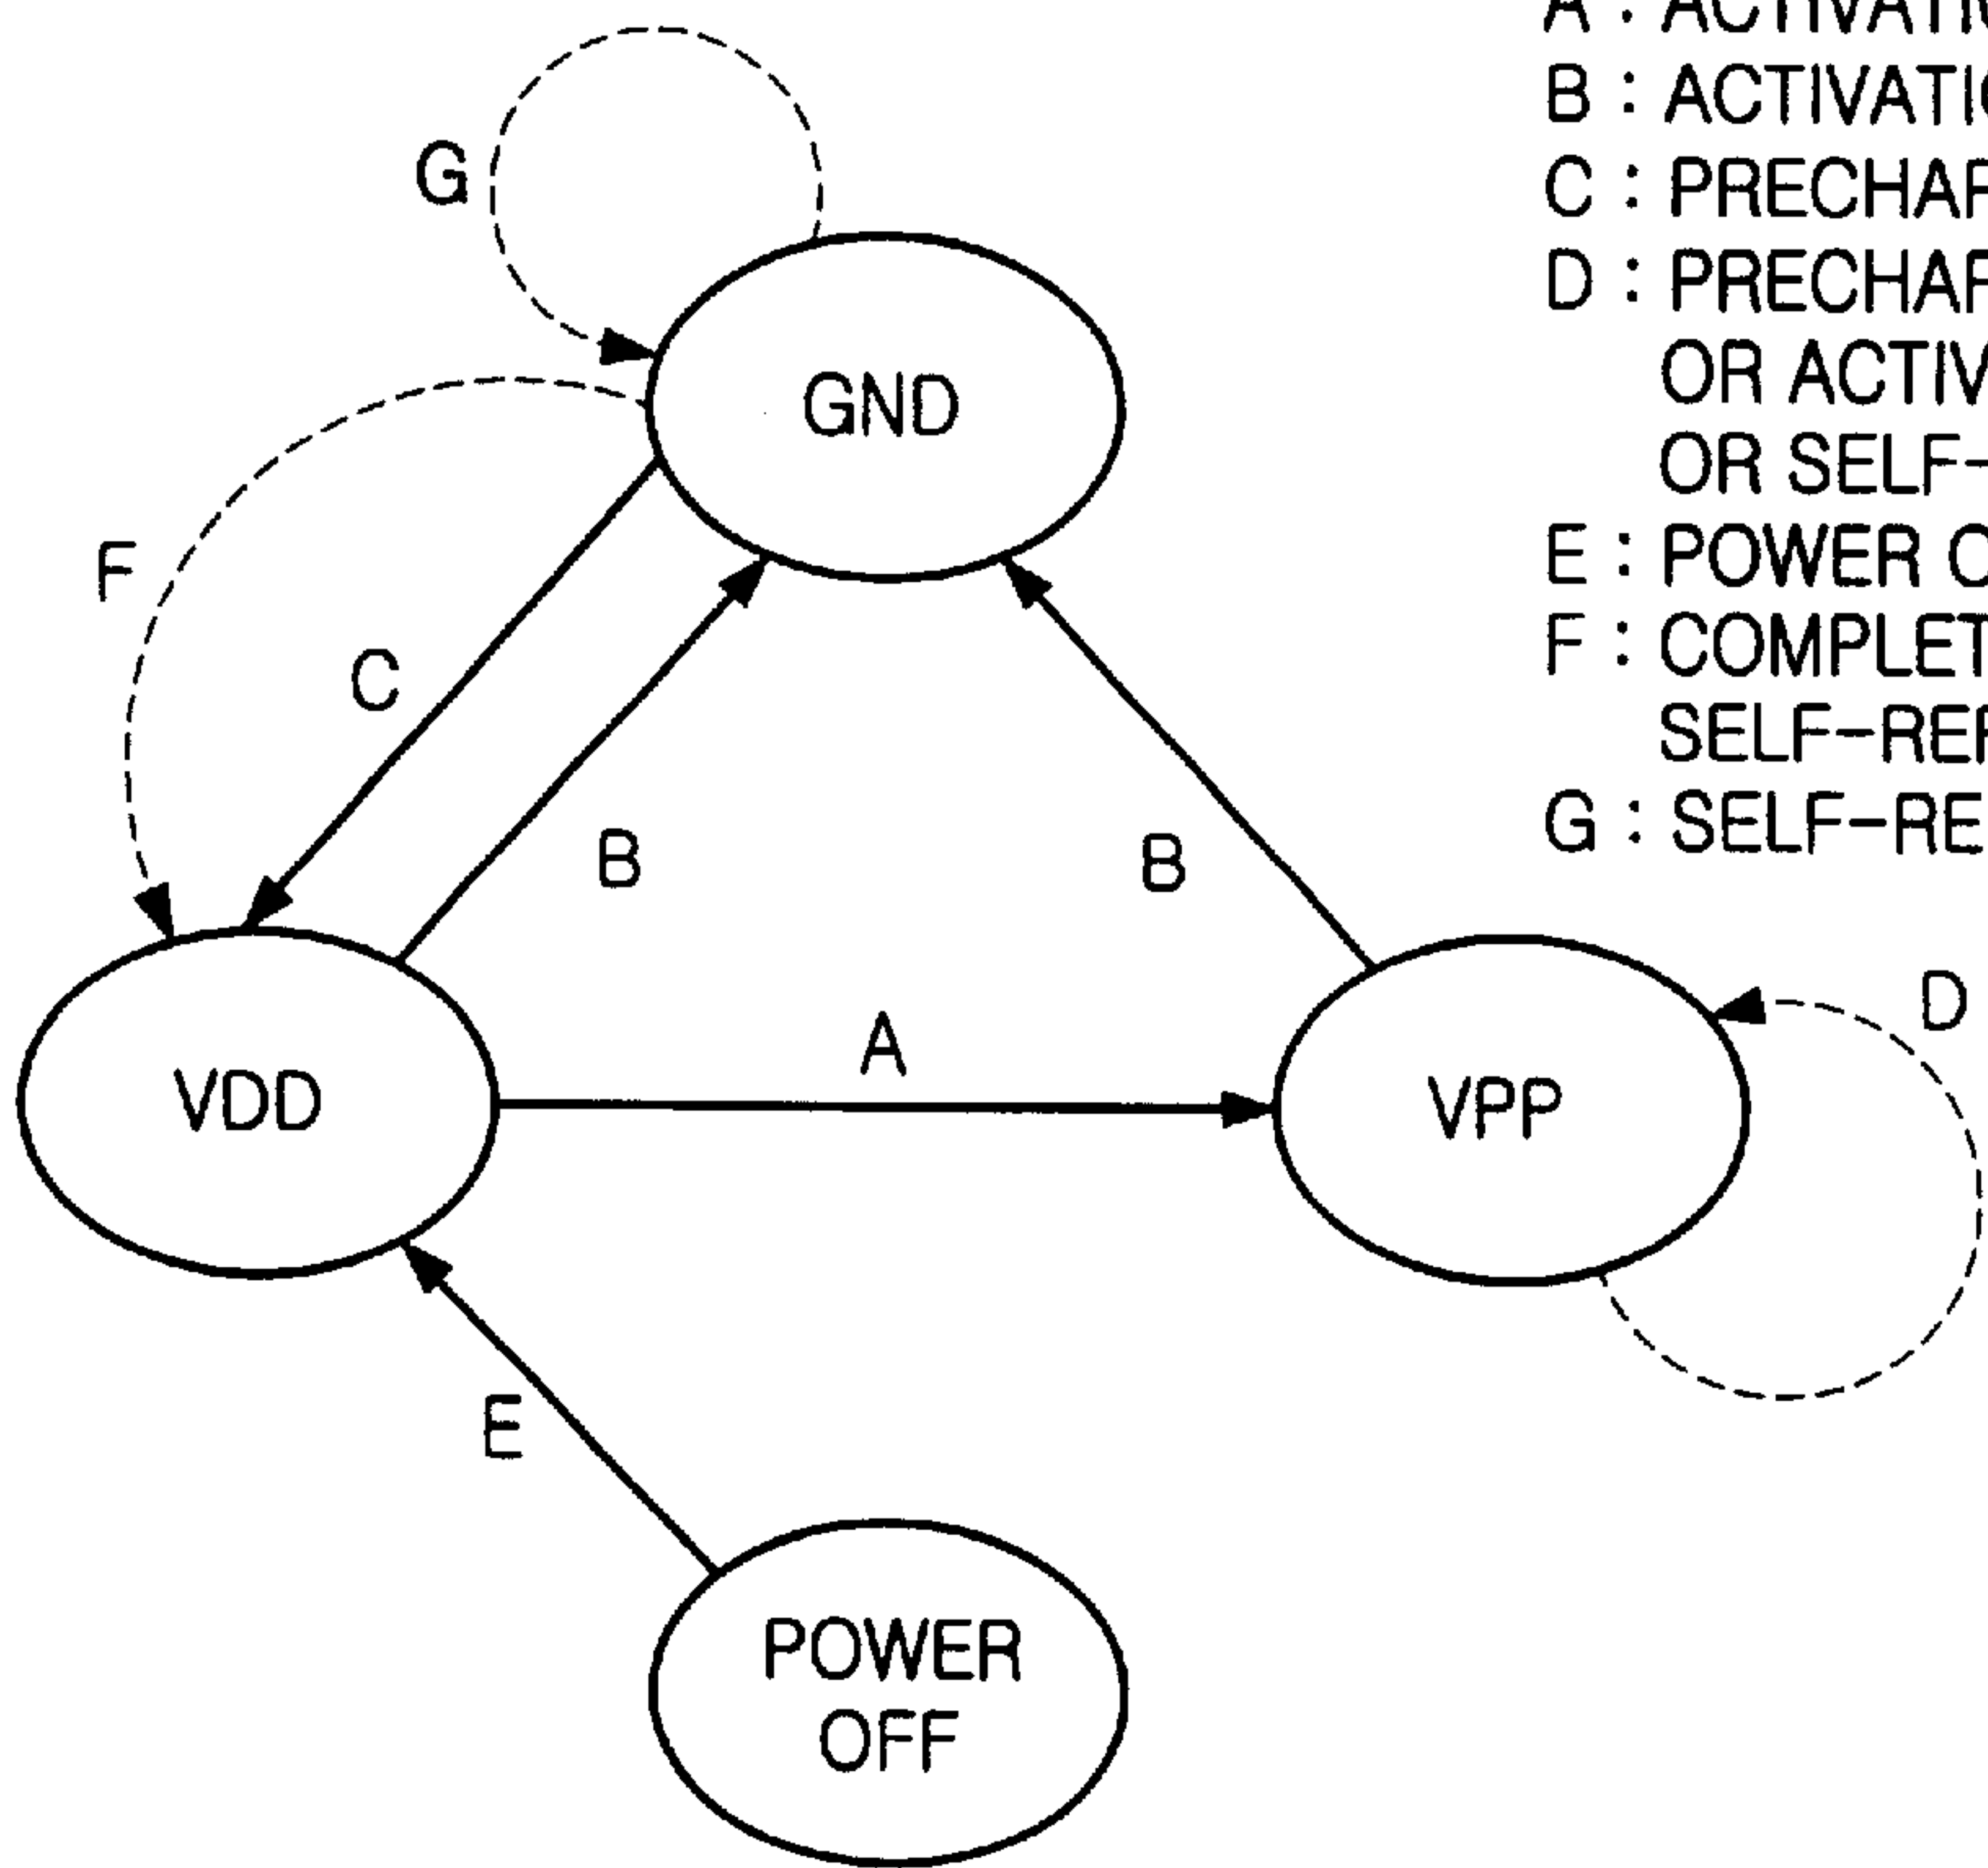 A : ACTIVATIO
B : ACTIVATIO
C : PRECHAR
D : PRECHAR
OR ACTIV
OR SELF-
E : POWER O
F : COMPLET
SELF-REF
G : SELF-RE
G
GND
F
C
B
B
D
A
VDD
VPP
E
POWER
OFF